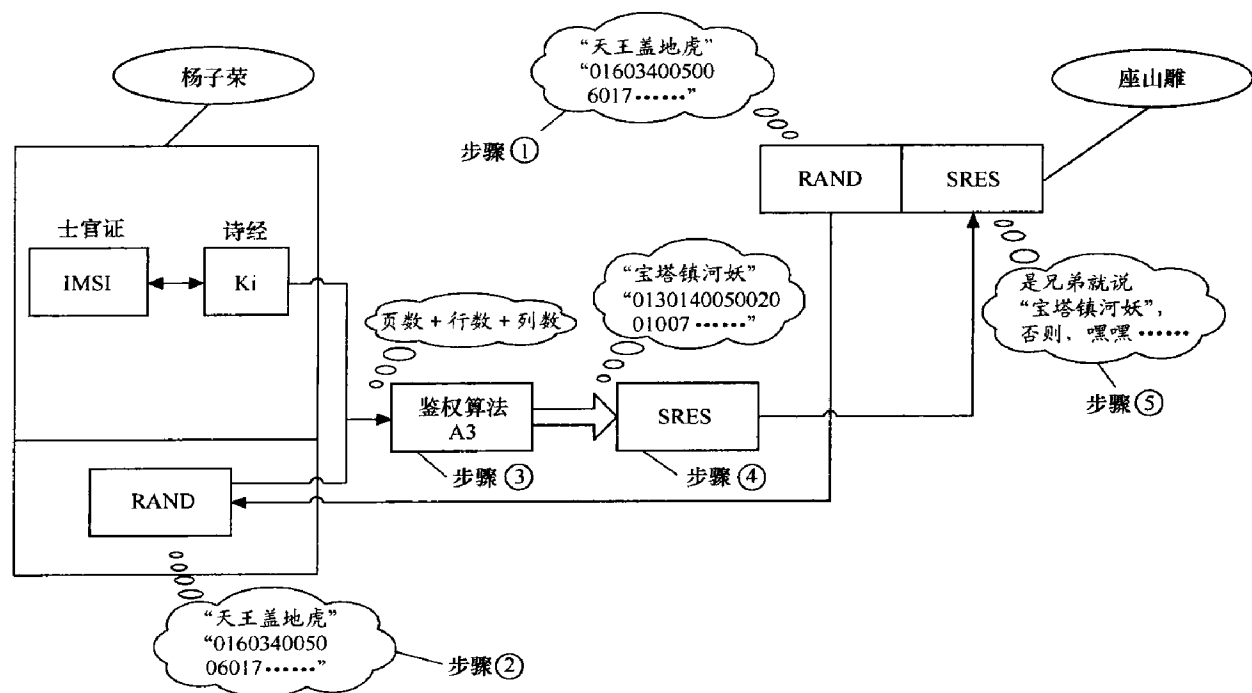 “天王盖地虎”
“01603400500
6017……”
步骤①
杨子荣
座山雕
RAND
SRES
士官证
诗经
IMSI
Ki
页数+行数+列数
“宝塔镇河妖”
“0130140050020
01007……”
是兄弟就说
“宝塔镇河妖”,
否则,嘿嘿……
步骤⑤
鉴权算法
A3
步骤③
SRES
步骤④
RAND
“天王盖地虎”
“0160340050
06017……”
步骤②